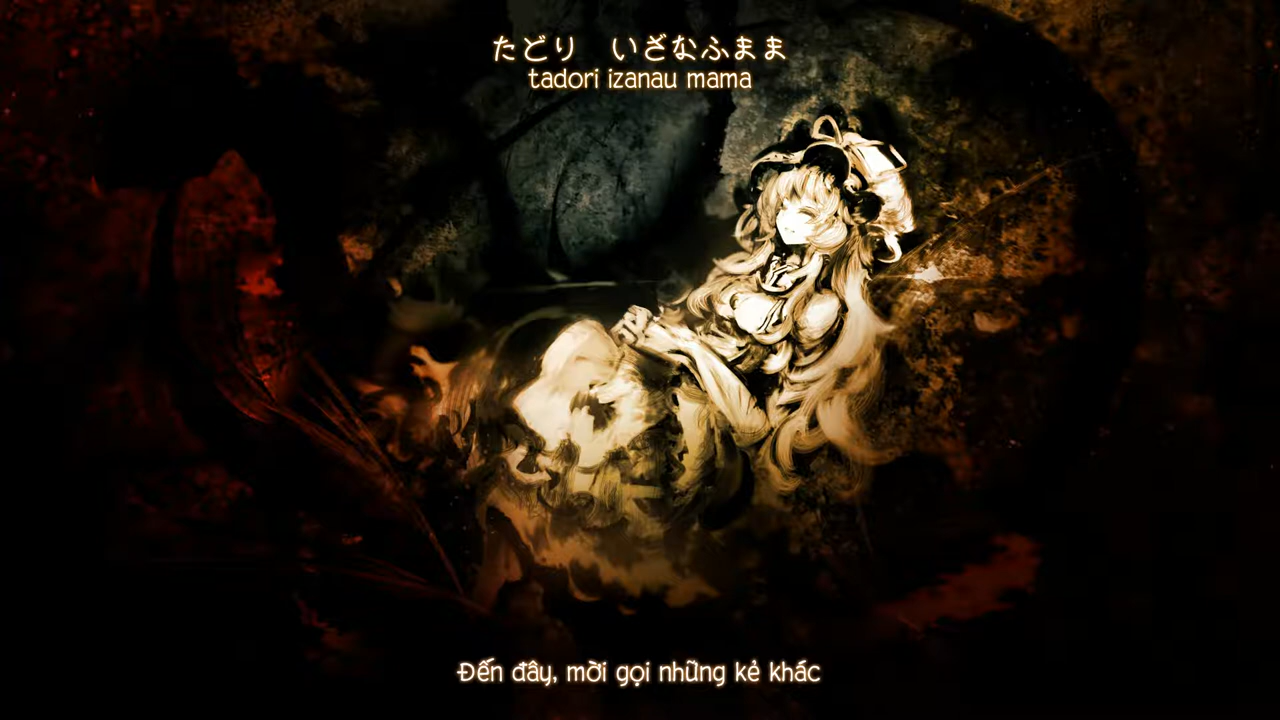 たどり　いざなふまま
tadori izanau mama
Đến đây, mời gọi những kẻ khác